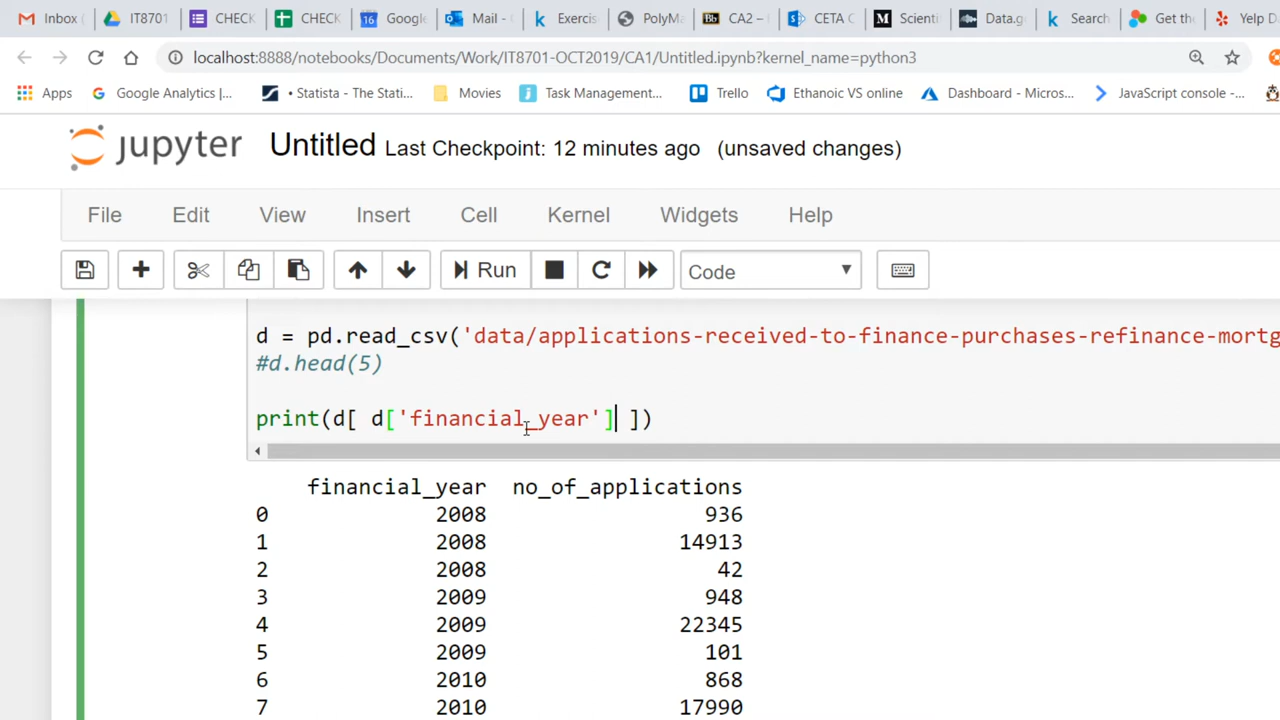 Inbox ( IT8701 CHECK CHECK Google Mail - Exercis PolyMa CA2 – CETA C Scienti Data.g Search Get the Yelp D
localhost:8888/notebooks/Documents/Work/IT8701-OCT2019/CA1/Untitled.ipynb?kernel_name=python3
Apps Google Analytics |... • Statista - The Stati... Movies Task Management... Trello Ethanoic VS online Dashboard - Micros... JavaScript console -...
jupyter Untitled Last Checkpoint: 12 minutes ago (unsaved changes)
File Edit View Insert Cell Kernel Widgets Help
Run Code
d = pd.read_csv('data/applications-received-to-finance-purchases-refinance-mortg
#d.head(5)
print(d[ d['financial_year'] ])
financial_year no_of_applications
0 2008 936
1 2008 14913
2 2008 42
3 2009 948
4 2009 22345
5 2009 101
6 2010 868
7 2010 17990